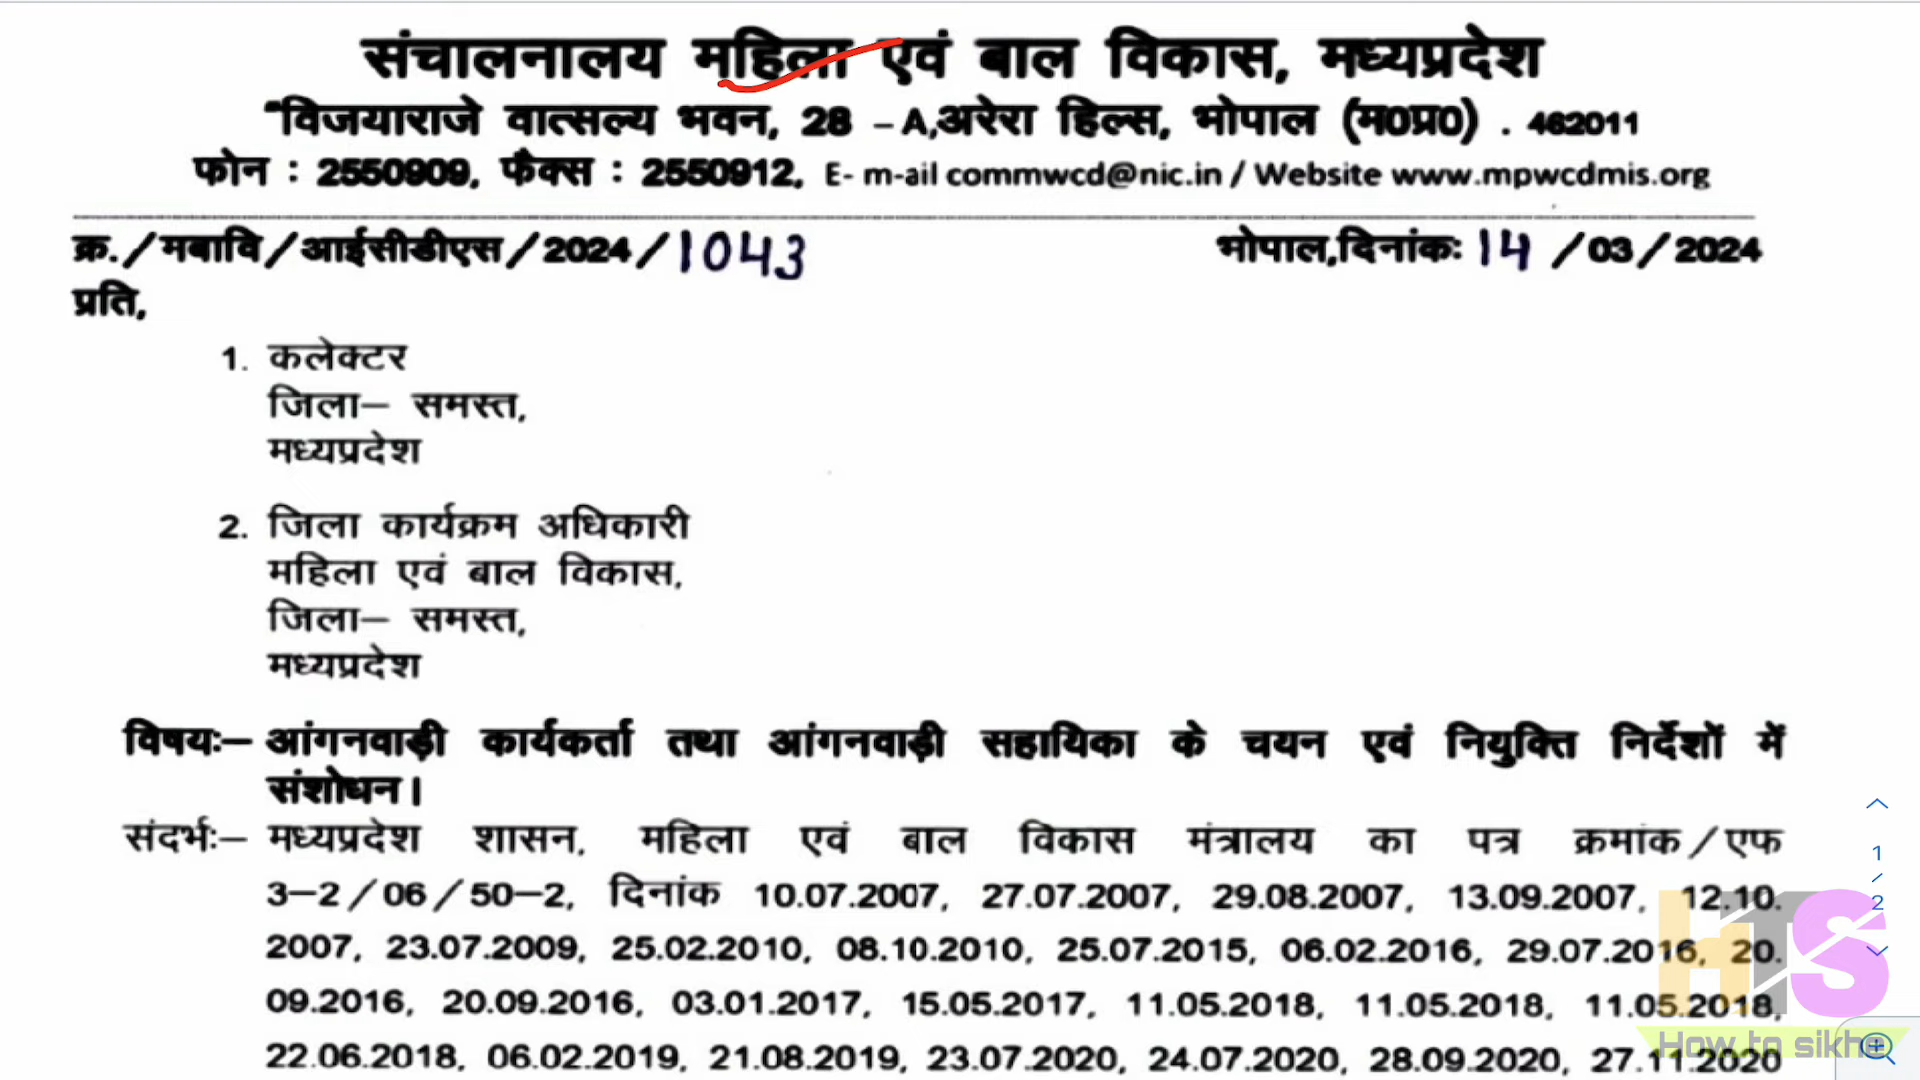 संचालनालय महिला एवं बाल विकास, मध्यप्रदेश
"विजयाराजे वात्सल्य भवन, 28 – A,अरेरा हिल्स, भोपाल (म0प्र0) . 462011
फोन : 2550909, फैक्स : 2550912, E- m-ail commwcd@nic.in / Website www.mpwcdmis.org
क्र./मबावि/आईसीडीएस/2024/1043 भोपाल,दिनांकः 14 /03/2024
प्रति,
1. कलेक्टर
जिला– समस्त,
मध्यप्रदेश
2. जिला कार्यक्रम अधिकारी
महिला एवं बाल विकास,
जिला– समस्त,
मध्यप्रदेश
विषयः– आंगनवाड़ी कार्यकर्ता तथा आंगनवाड़ी सहायिका के चयन एवं नियुक्ति निर्देशों में
संशोधन।
संदर्भः– मध्यप्रदेश शासन, महिला एवं बाल विकास मंत्रालय का पत्र क्रमांक/एफ
3–2/06/50–2, दिनांक 10.07.2007, 27.07.2007, 29.08.2007, 13.09.2007, 12.10.
2007, 23.07.2009, 25.02.2010, 08.10.2010, 25.07.2015, 06.02.2016, 29.07.2016, 20.
09.2016, 20.09.2016, 03.01.2017, 15.05.2017, 11.05.2018, 11.05.2018, 11.05.2018,
22.06.2018, 06.02.2019, 21.08.2019, 23.07.2020, 24.07.2020, 28.09.2020, 27.11.2020
1
/
2
HTS
How to sikhe